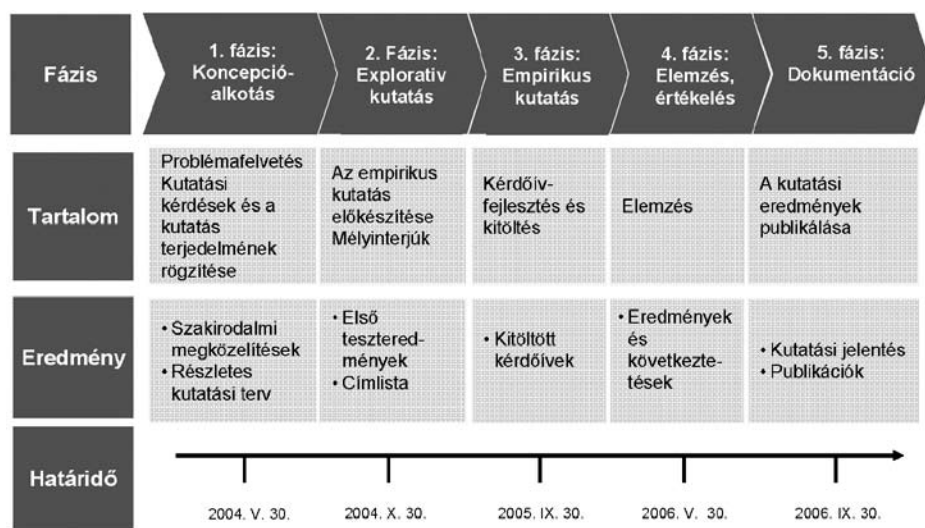 Fázis
1. fázis:
Koncepció-
alkotás
2. Fázis:
Explorativ
kutatás
3. fázis:
Empirikus
kutatás
4. fázis:
Elemzés,
értékelés
5. fázis:
Dokumentáció
Tartalom
Problémafelvetés
Kutatási
kérdések és a
kutatás
terjedelmének
rögzítése
Az empirikus
kutatás
előkészítése
Mélyinterjúk
Kérdőív-
fejlesztés és
kitöltés
Elemzés
A kutatási
eredmények
publikálása
Eredmény
• Szakirodalmi
megközelítések
• Részletes
kutatási terv
• Első
tesztered-
mények
• Címlista
• Kitöltött
kérdőívek
• Eredmények
és
következte-
tések
• Kutatási jelentés
• Publikációk
Határidő
2004. V. 30.
2004. X. 30.
2005. IX. 30.
2006. V. 30.
2006. IX. 30.